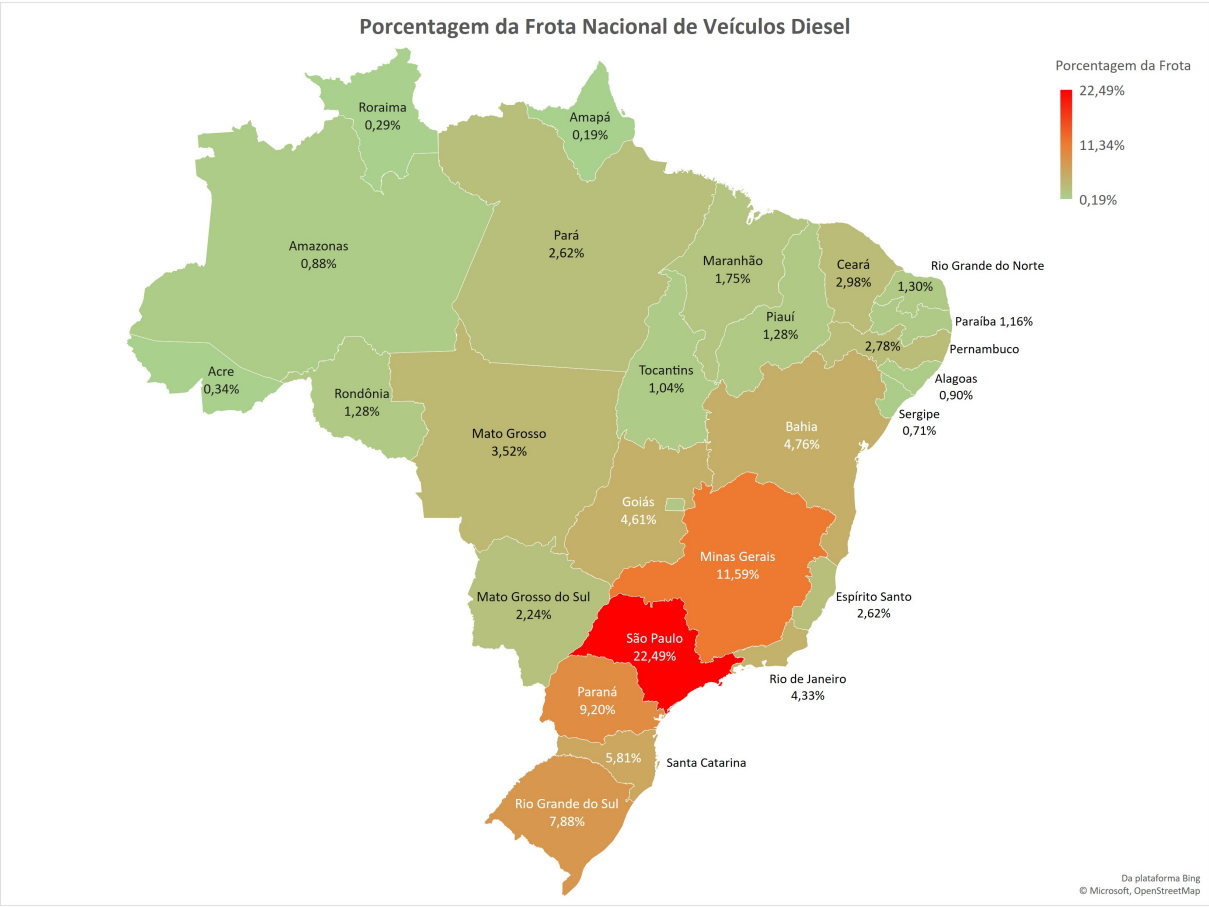 Porcentagem da Frota Nacional de Veículos Diesel
Porcentagem da Frota
22,49%
11,34%
0,19%
Roraima
0,29%
Amapá
0,19%
Amazonas
0,88%
Pará
2,62%
Maranhão
1,75%
Ceará
2,98%
Rio Grande do Norte
1,30%
Piauí
1,28%
Paraíba 1,16%
2,78%
Pernambuco
Acre
0,34%
Rondônia
1,28%
Tocantins
1,04%
Alagoas
0,90%
Sergipe
0,71%
Mato Grosso
3,52%
Bahia
4,76%
Goiás
4,61%
Minas Gerais
11,59%
Mato Grosso do Sul
2,24%
Espírito Santo
2,62%
São Paulo
22,49%
Rio de Janeiro
4,33%
Paraná
9,20%
5,81%
Santa Catarina
Rio Grande do Sul
7,88%
Da plataforma Bing
© Microsoft, OpenStreetMap